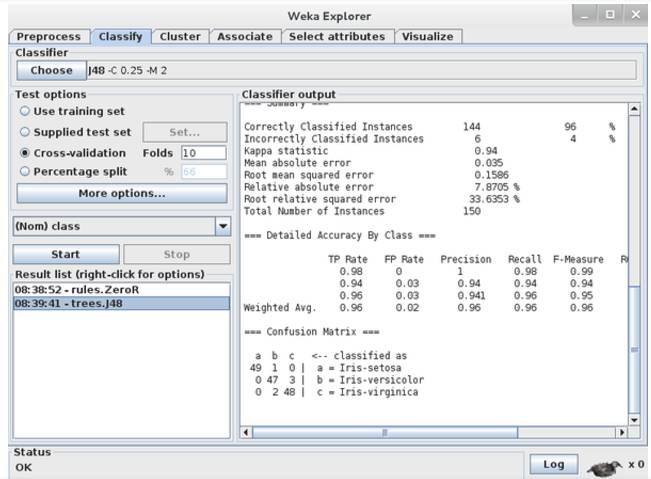 Weka Explorer
Preprocess Classify Cluster Associate Select attributes Visualize
Classifier
Choose J48 -C 0.25 -M 2
Test options
Use training set
Supplied test set Set...
Cross-validation Folds 10
Percentage split % 66
More options...
(Nom) class
Start Stop
Result list (right-click for options)
08:38:52 - rules.ZeroR
08:39:41 - trees.J48
Classifier output
=== Summary ===
Correctly Classified Instances 144 96 %
Incorrectly Classified Instances 6 4 %
Kappa statistic 0.94
Mean absolute error 0.035
Root mean squared error 0.1586
Relative absolute error 7.8705 %
Root relative squared error 33.6353 %
Total Number of Instances 150
=== Detailed Accuracy By Class ===
TP Rate FP Rate Precision Recall F-Measure
0.98 0 1 0.98 0.99
0.94 0.03 0.94 0.94 0.94
0.96 0.03 0.941 0.96 0.95
Weighted Avg. 0.96 0.02 0.96 0.96 0.96
=== Confusion Matrix ===
a b c <-- classified as
49 1 0 | a = Iris-setosa
0 47 3 | b = Iris-versicolor
0 2 48 | c = Iris-virginica
Status
OK
Log x 0